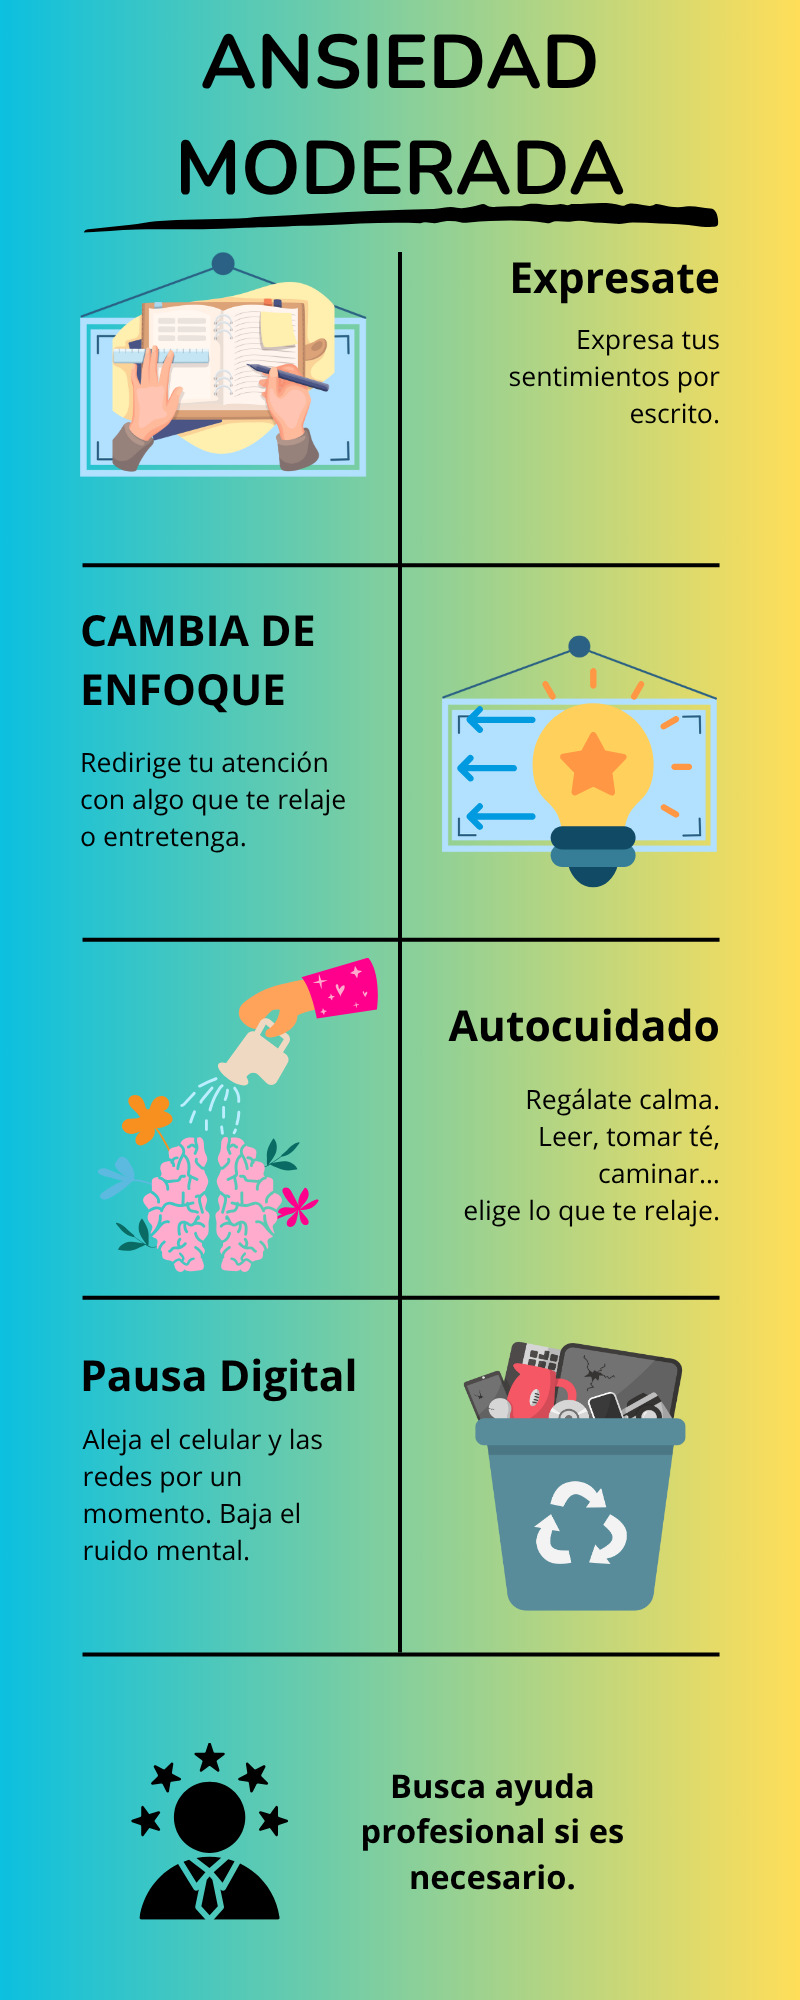 ANSIEDAD
MODERADA
Expresate
Expresa tus
sentimientos por
escrito.
CAMBIA DE
ENFOQUE
Redirige tu atención
con algo que te relaje
o entretenga.
Autocuidado
Regálate calma.
Leer, tomar té,
caminar...
elige lo que te relaje.
Pausa Digital
Aleja el celular y las
redes por un
momento. Baja el
ruido mental.
Busca ayuda
profesional si es
necesario.